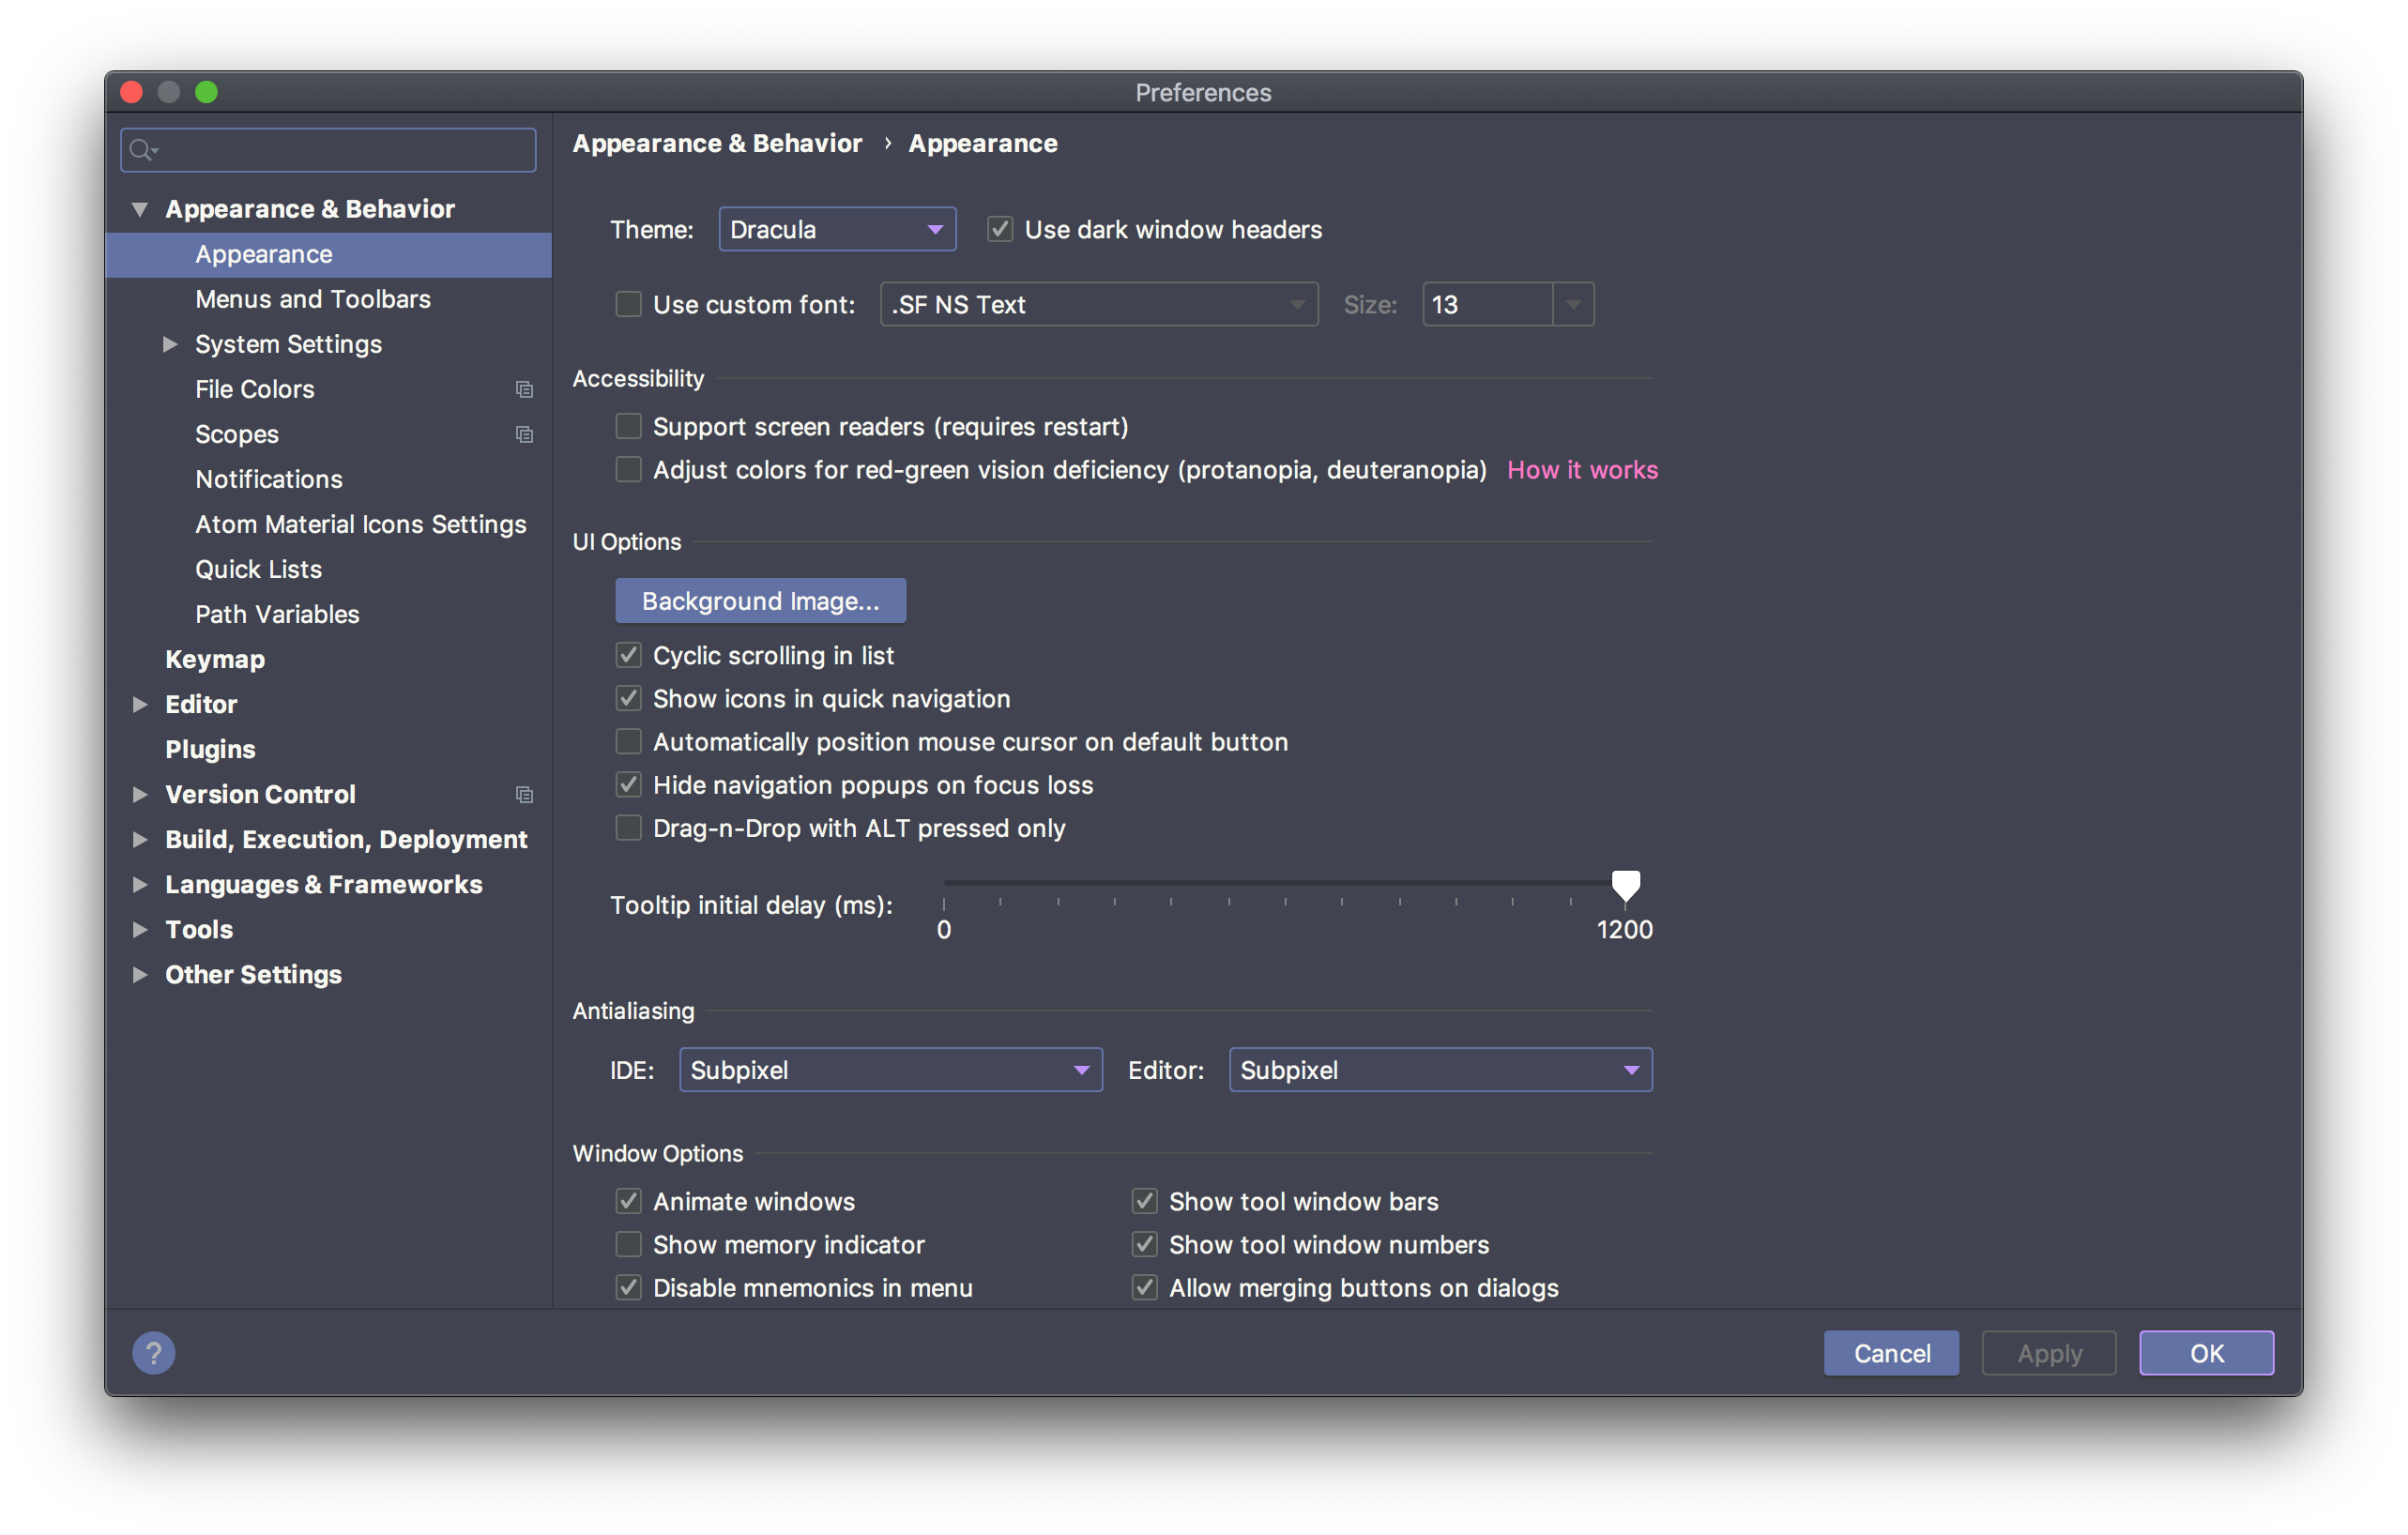 Preferences
Appearance & Behavior
Appearance
Menus and Toolbars
System Settings
File Colors
Scopes
Notifications
Atom Material Icons Settings
Quick Lists
Path Variables
Keymap
Editor
Plugins
Version Control
Build, Execution, Deployment
Languages & Frameworks
Tools
Other Settings
Appearance & Behavior › Appearance
Theme: Dracula Use dark window headers
Use custom font: .SF NS Text Size: 13
Accessibility
Support screen readers (requires restart)
Adjust colors for red-green vision deficiency (protanopia, deuteranopia) How it works
UI Options
Background Image...
Cyclic scrolling in list
Show icons in quick navigation
Automatically position mouse cursor on default button
Hide navigation popups on focus loss
Drag-n-Drop with ALT pressed only
Tooltip initial delay (ms):
0 1200
Antialiasing
IDE: Subpixel Editor: Subpixel
Window Options
Animate windows Show tool window bars
Show memory indicator Show tool window numbers
Disable mnemonics in menu Allow merging buttons on dialogs
? Cancel Apply OK